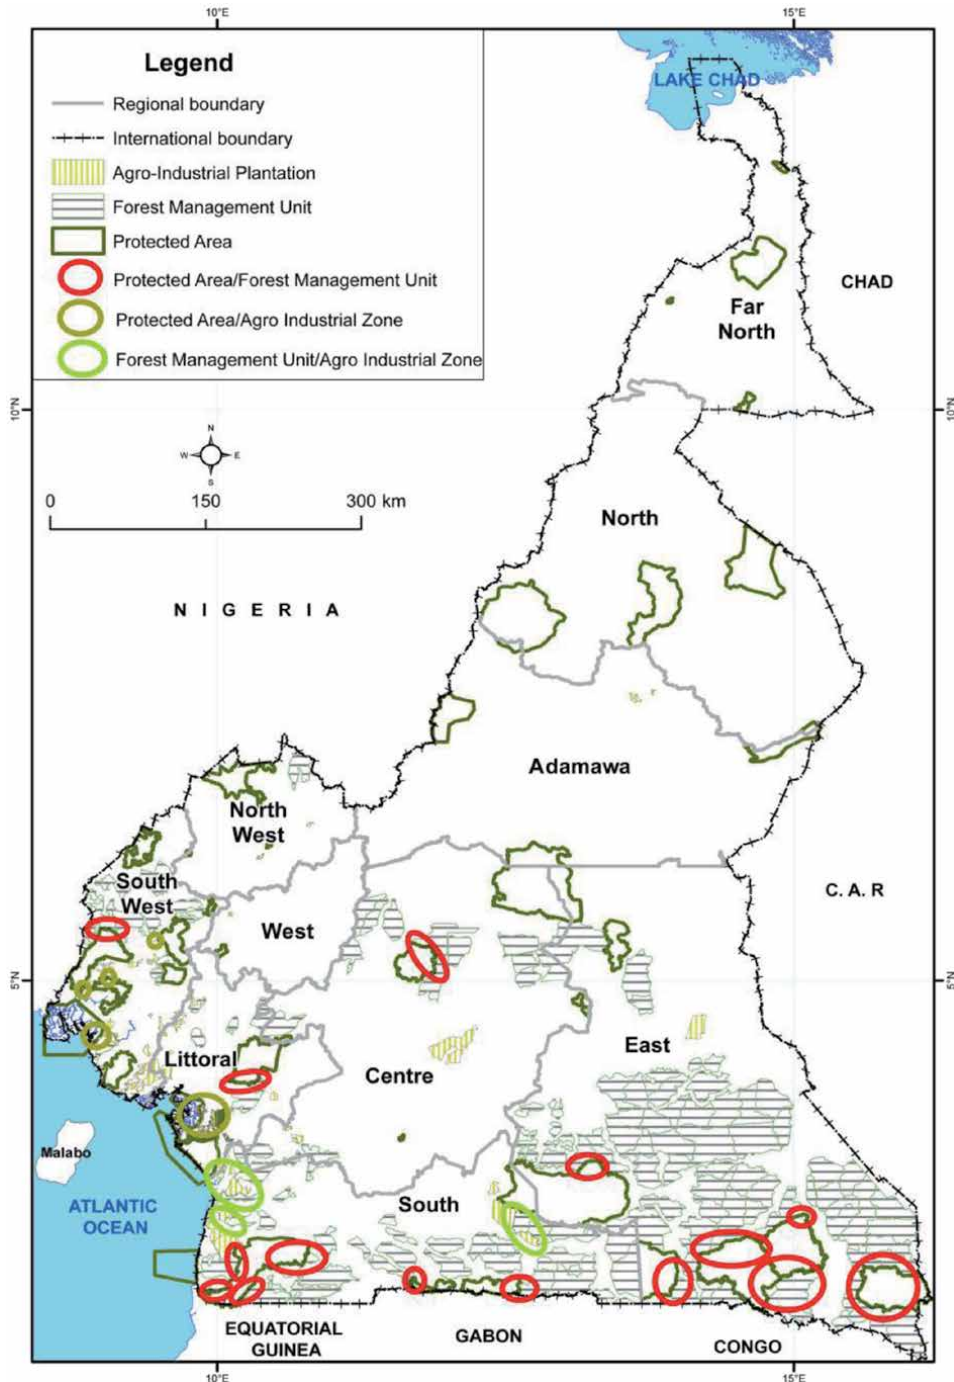 10°E
15°E
Legend
Regional boundary
International boundary
Agro-Industrial Plantation
Forest Management Unit
Protected Area
Protected Area/Forest Management Unit
Protected Area/Agro Industrial Zone
Forest Management Unit/Agro Industrial Zone
LAKE CHAD
CHAD
Far
North
10°N
10°N
N
W
E
S
0
150
300 km
North
NIGERIA
Adamawa
North
West
South
West
C. A. R
West
5°N
5°N
East
Littoral
Centre
Malabo
South
ATLANTIC
OCEAN
EQUATORIAL
GUINEA
GABON
CONGO
10°E
15°E